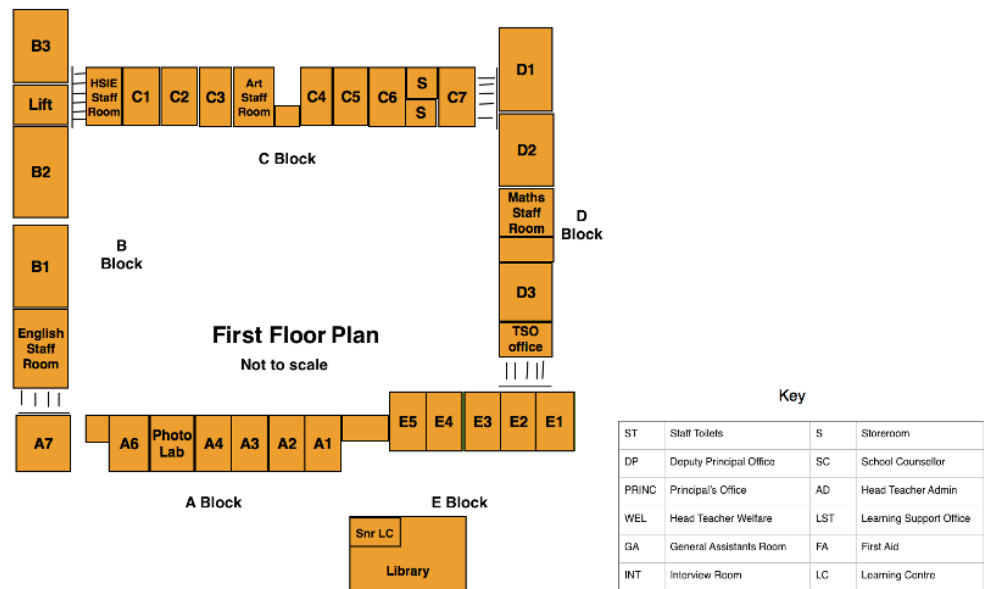 B3
Lift
B2
B1
English
Staff
Room
A7
HSIE
Staff
Room
C1
C2
C3
Art
Staff
Room
C4
C5
C6
S
S
C7
C Block
D1
D2
Maths
Staff
Room
D3
TSO
office
D
Block
B
Block
First Floor Plan
Not to scale
A6
Photo
Lab
A4
A3
A2
A1
E5
E4
E3
E2
E1
A Block
E Block
Snr LC
Library
Key
ST Staff Toilets S Storeroom
DP Deputy Principal Office SC School Counsellor
PRINC Principal's Office AD Head Teacher Admin
WEL Head Teacher Welfare LST Learning Support Office
GA General Assistants Room FA First Aid
INT Interview Room LC Learning Centre